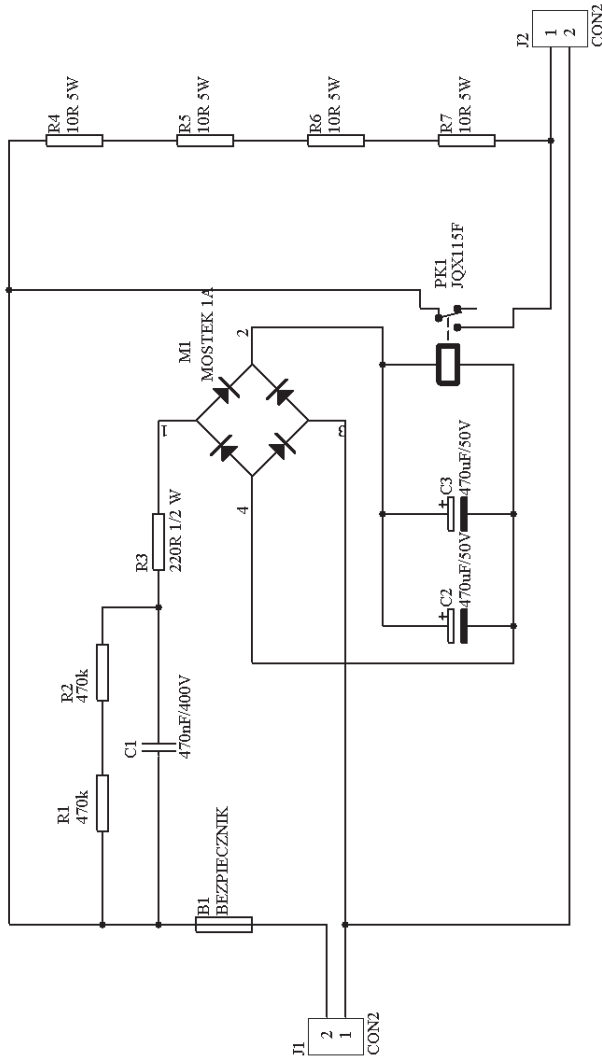 J1
2
1
CON2
B1
BEZPIECZNIK
R1
470k
R2
470k
C1
470nF/400V
R3
220R 1/2 W
M1
MOSTEK 1A
1
2
3
4
C2
470uF/50V
+
C3
470uF/50V
+
PK1
JQX115F
R4
10R 5W
R5
10R 5W
R6
10R 5W
R7
10R 5W
J2
1
2
CON2